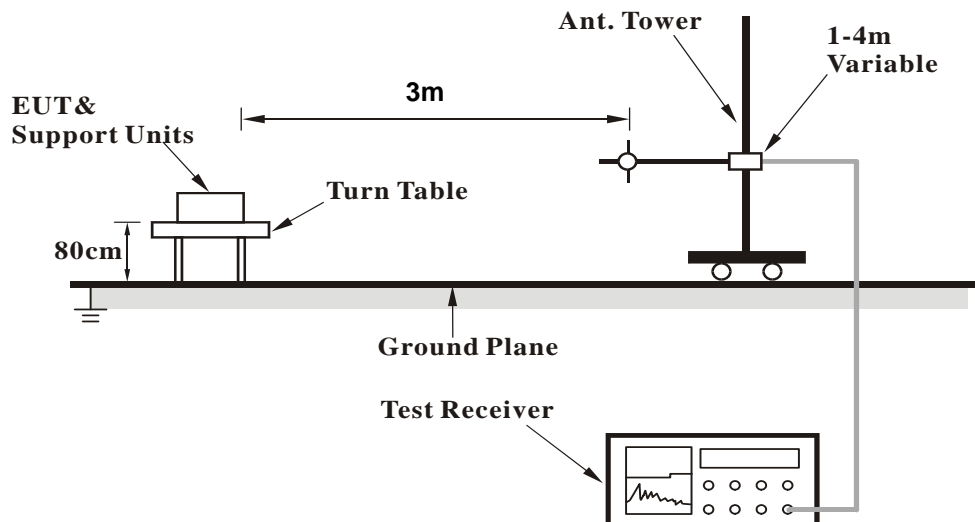 Ant. Tower
1-4m
Variable
3m
EUT&
Support Units
Turn Table
80cm
Ground Plane
Test Receiver